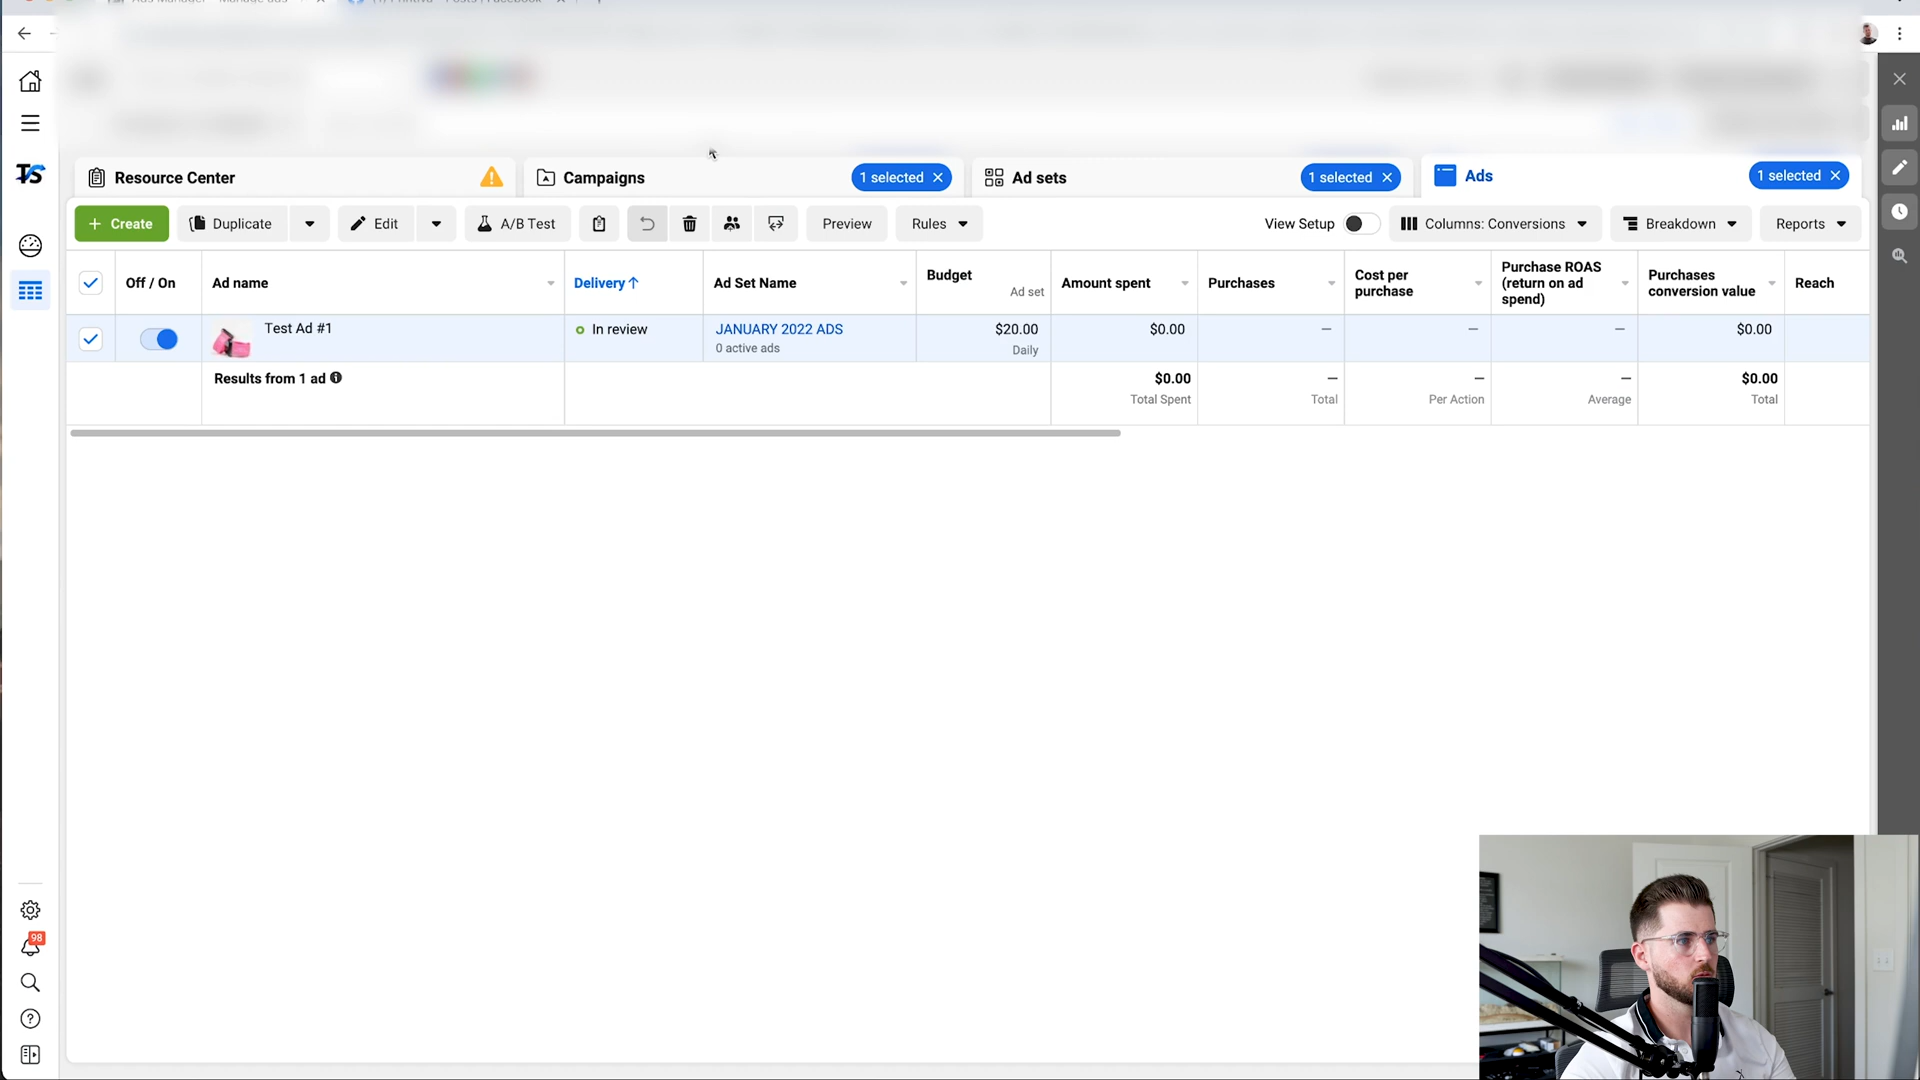 TS
Resource Center
Campaigns
1 selected
Ad sets
1 selected
Ads
1 selected
+ Create
Duplicate
Edit
A/B Test
Preview
Rules
View Setup
Columns: Conversions
Breakdown
Reports
Off / On
Ad name
Delivery↑
Ad Set Name
Budget
Ad set
Amount spent
Purchases
Cost per
purchase
Purchase ROAS
(return on ad
spend)
Purchases
conversion value
Reach
Test Ad #1
In review
JANUARY 2022 ADS
0 active ads
$20.00
Daily
$0.00
—
—
—
$0.00
Results from 1 ad
$0.00
Total Spent
—
Total
—
Per Action
—
Average
$0.00
Total
98